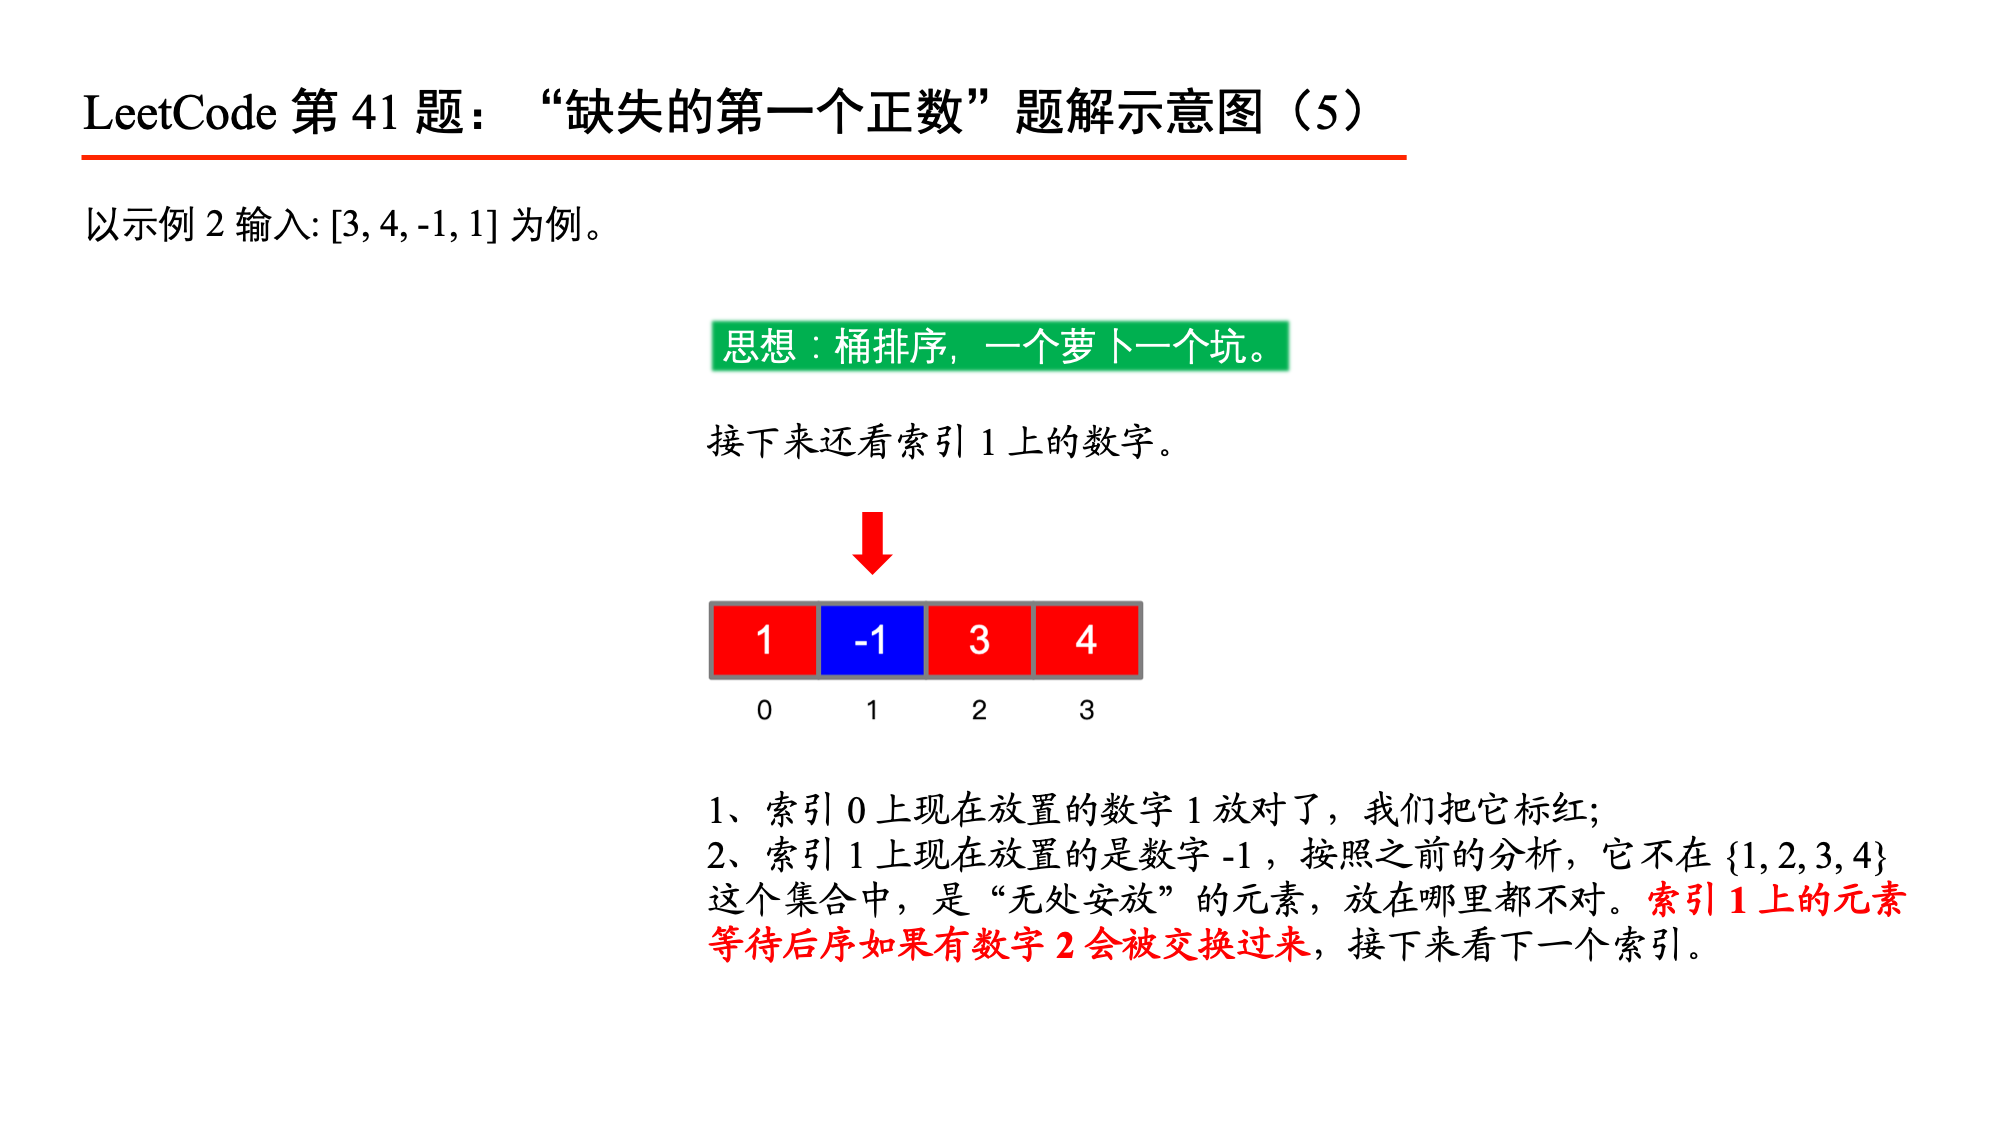 LeetCode 第 41 题：“缺失的第一个正数”题解示意图（5）
以示例 2 输入: [3, 4, -1, 1] 为例。
思想：桶排序，一个萝卜一个坑。
接下来还看索引 1 上的数字。
1 -1 3 4
0 1 2 3
1、索引 0 上现在放置的数字 1 放对了，我们把它标红；
2、索引 1 上现在放置的是数字 -1 ，按照之前的分析，它不在 {1, 2, 3, 4}
这个集合中，是“无处安放”的元素，放在哪里都不对。索引 1 上的元素
等待后序如果有数字 2 会被交换过来，接下来看下一个索引。